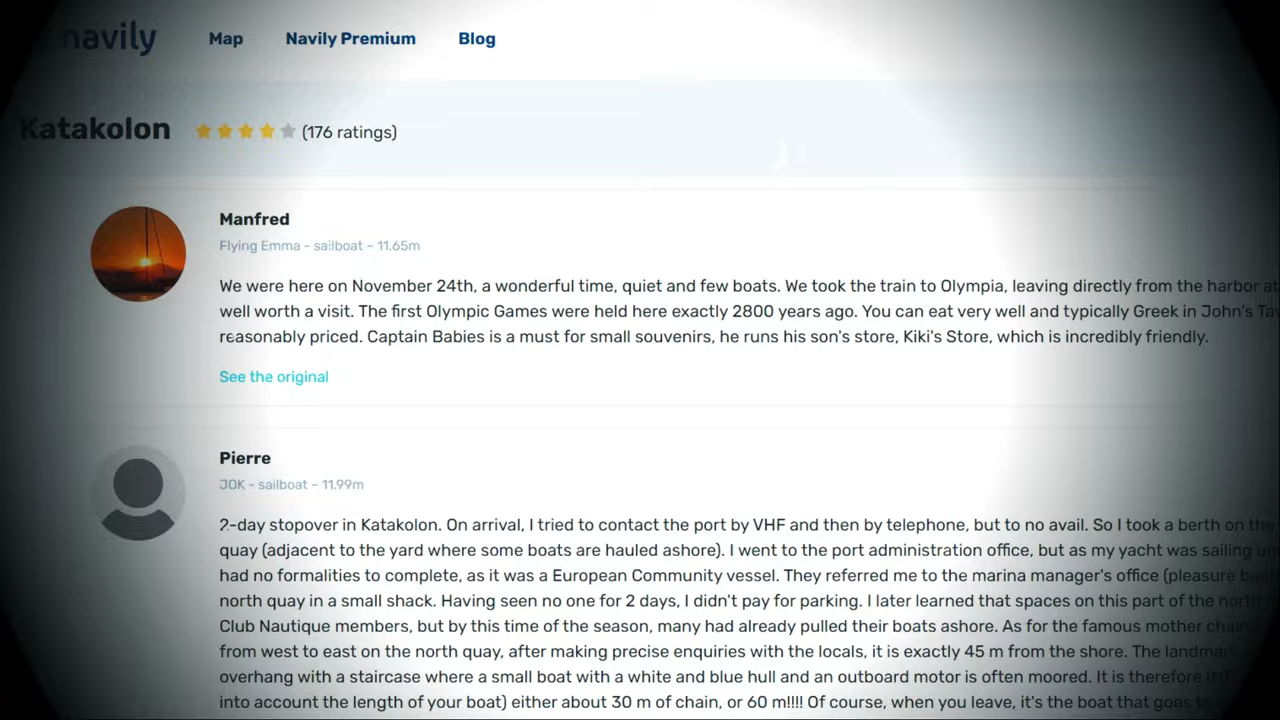 navily
Map
Navily Premium
Blog
Katakolon
(176 ratings)
Manfred
Flying Emma - sailboat - 11.65m
We were here on November 24th, a wonderful time, quiet and few boats. We took the train to Olympia, leaving directly from the harbor at
well worth a visit. The first Olympic Games were held here exactly 2800 years ago. You can eat very well and typically Greek in John's
reasonably priced. Captain Babies is a must for small souvenirs, he runs his son's store, Kiki's Store, which is incredibly friendly.
See the original
Pierre
JOK - sailboat - 11.99m
2-day stopover in Katakolon. On arrival, I tried to contact the port by VHF and then by telephone, but to no avail. So I took a berth on the
quay (adjacent to the yard where some boats are hauled ashore). I went to the port administration office, but as my yacht was sailing
had no formalities to complete, as it was a European Community vessel. They referred me to the marina manager's office (pleasure
north quay in a small shack. Having seen no one for 2 days, I didn't pay for parking. I later learned that spaces on this part of the
Club Nautique members, but by this time of the season, many had already pulled their boats ashore. As for the famous mother chain
from west to east on the north quay, after making precise enquiries with the locals, it is exactly 45 m from the shore. The
overhang with a staircase where a small boat with a white and blue hull and an outboard motor is often moored. It is therefore
into account the length of your boat) either about 30 m of chain, or 60 m!!!! Of course, when you leave, it's the boat that goes to